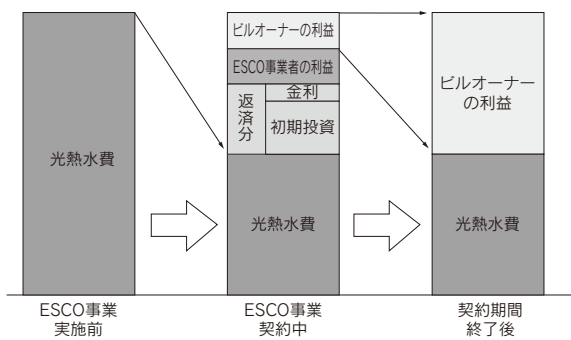 光熱水費
ESCO事業
実施前
ビルオーナーの利益
ESCO事業者の利益
返済分
金利
初期投資
光熱水費
ESCO事業
契約中
ビルオーナー
の利益
光熱水費
契約期間
終了後